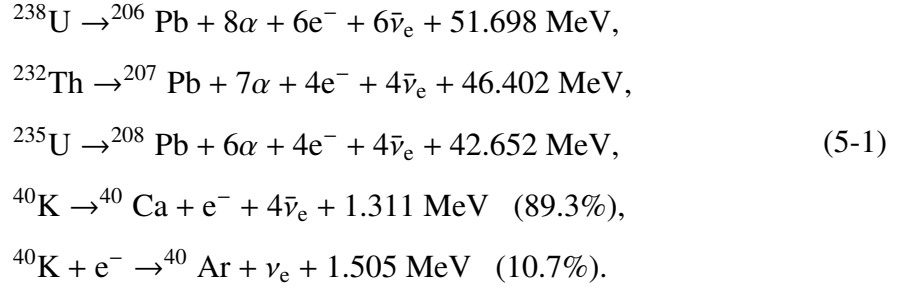 ²³⁸U →²⁰⁶ Pb + 8α + 6e⁻ + 6ν̄ₑ + 51.698 MeV,
²³²Th →²⁰⁷ Pb + 7α + 4e⁻ + 4ν̄ₑ + 46.402 MeV,
²³⁵U →²⁰⁸ Pb + 6α + 4e⁻ + 4ν̄ₑ + 42.652 MeV, (5-1)
⁴⁰K →⁴⁰ Ca + e⁻ + 4ν̄ₑ + 1.311 MeV (89.3%),
⁴⁰K + e⁻ →⁴⁰ Ar + νₑ + 1.505 MeV (10.7%).